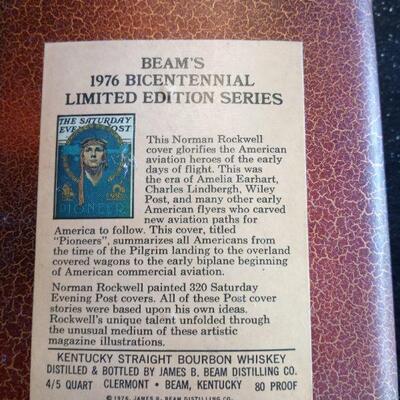 BEAM'S
1976 BICENTENNIAL
LIMITED EDITION SERIES
THE SATURDAY
EVENING POST
PIONEER
This Norman Rockwell
cover glorifies the American
aviation heroes of the early
days of flight. This was
the era of Amelia Earhart,
Charles Lindbergh, Wiley
Post, and many other early
American flyers who carved
new aviation paths for
America to follow. This cover, titled
"Pioneers", summarizes all Americans from
the time of the Pilgrim landing to the overland
covered wagons to the early biplane beginning
of American commercial aviation.
Norman Rockwell painted 320 Saturday
Evening Post covers. All of these Post cover
stories were based upon his own ideas.
Rockwell's unique talent unfolded through
the unusual medium of these artistic
magazine illustrations.
KENTUCKY STRAIGHT BOURBON WHISKEY
DISTILLED & BOTTLED BY JAMES B. BEAM DISTILLING CO.
4/5 QUART CLERMONT • BEAM, KENTUCKY 80 PROOF
© 1975, JAMES B. BEAM DISTILLING CO.